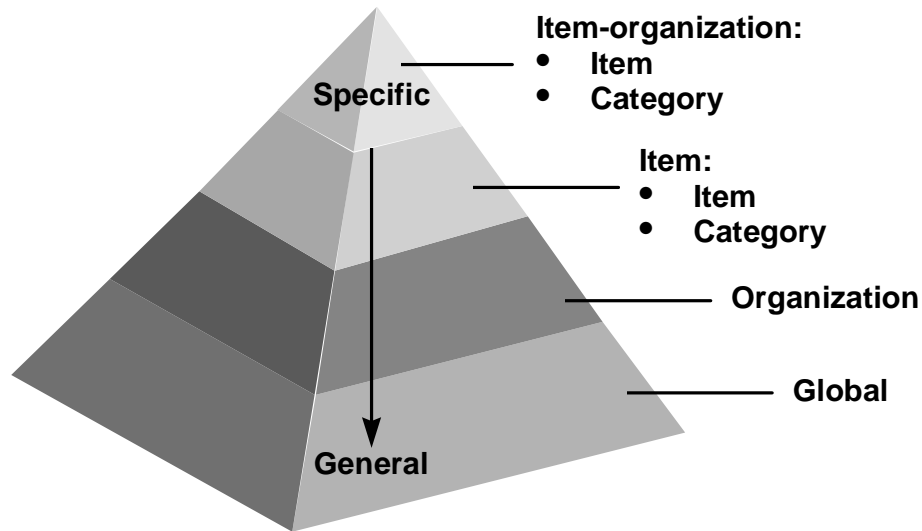 Item-organization:
• Item
• Category
Specific
Item:
• Item
• Category
Organization
Global
General